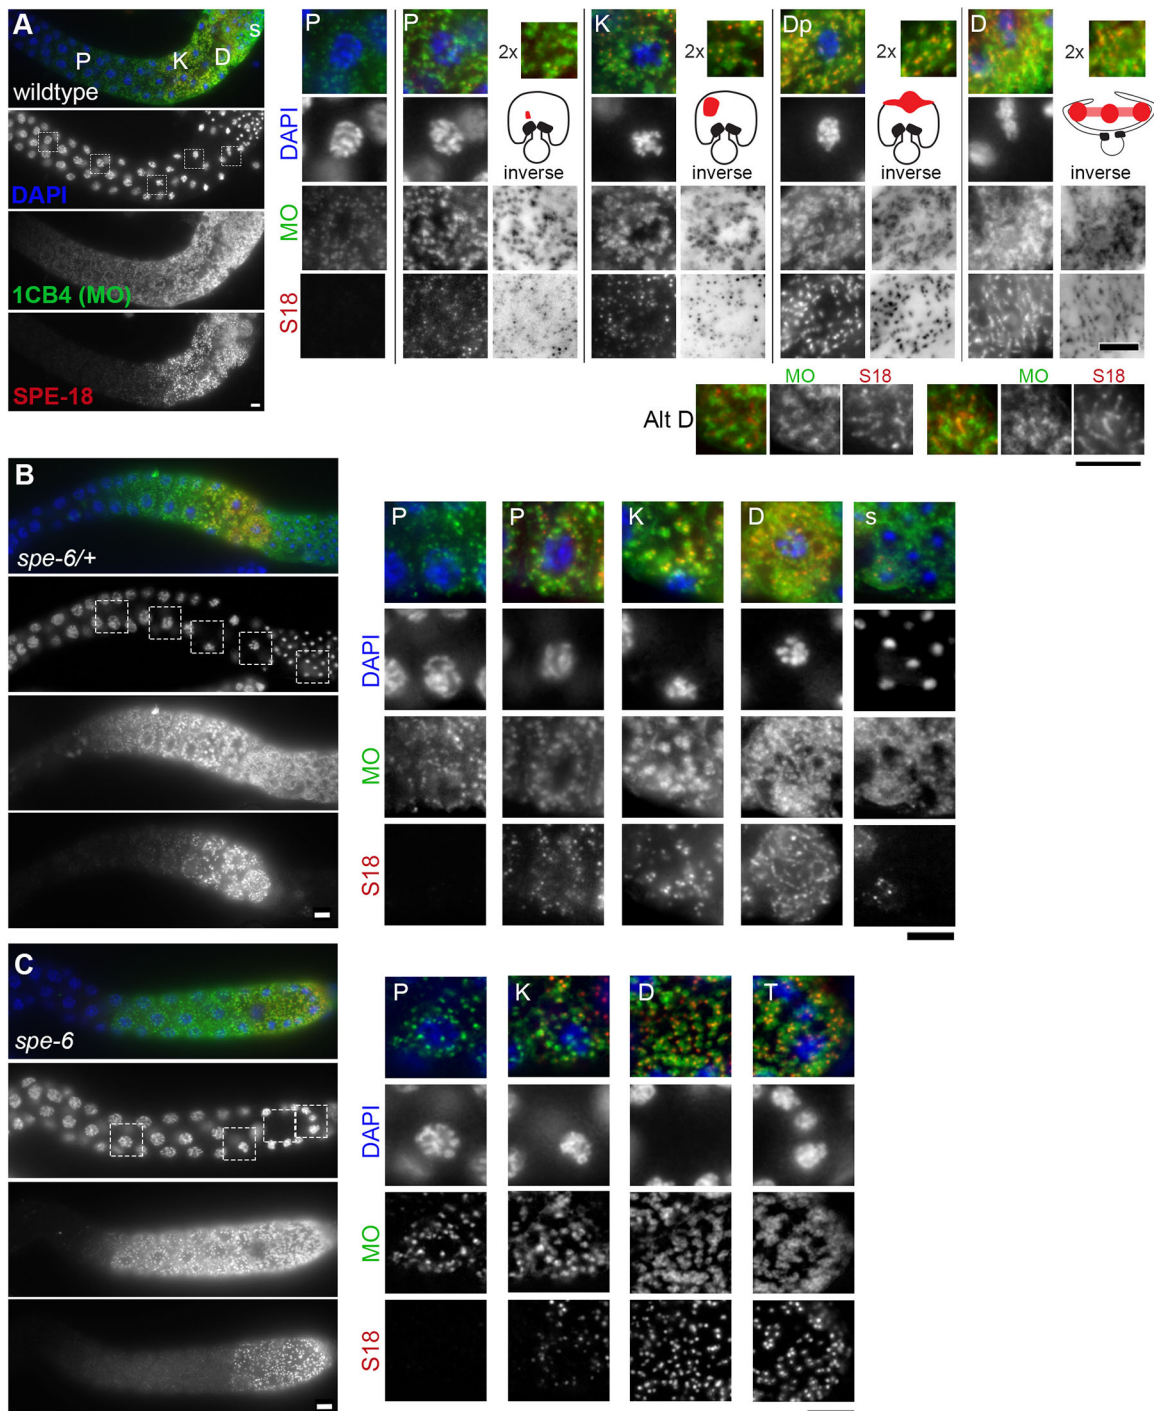 A
P
K
D
s
wildtype
DAPI
1CB4 (MO)
SPE-18
P
P
2x
K
2x
Dp
2x
D
2x
DAPI
inverse
inverse
inverse
inverse
MO
S18
MO
S18
MO
S18
Alt D
B
spe-6/+
P
P
K
D
s
DAPI
MO
S18
C
spe-6
P
K
D
T
DAPI
MO
S18